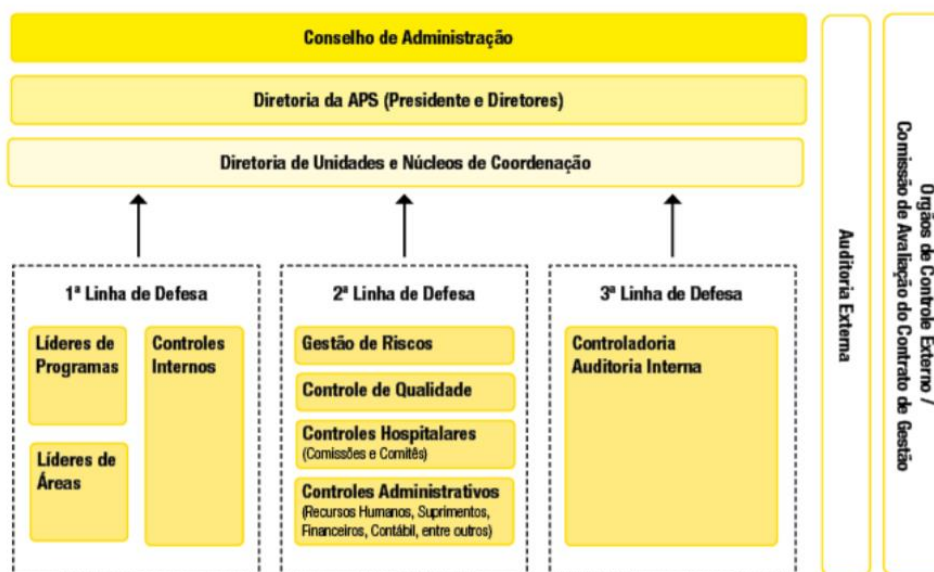 Conselho de Administração
Diretoria da APS (Presidente e Diretores)
Diretoria de Unidades e Núcleos de Coordenação
1ª Linha de Defesa
Líderes de
Programas
Líderes de
Áreas
Controles
Internos
2ª Linha de Defesa
Gestão de Riscos
Controle de Qualidade
Controles Hospitalares
(Comissões e Comitês)
Controles Administrativos
(Recursos Humanos, Suprimentos,
Financeiros, Contábil, entre outros)
3ª Linha de Defesa
Controladoria
Auditoria Interna
Auditoria Externa
Órgãos de Controle Externo /
Comissão de Avaliação do Contrato de Gestão